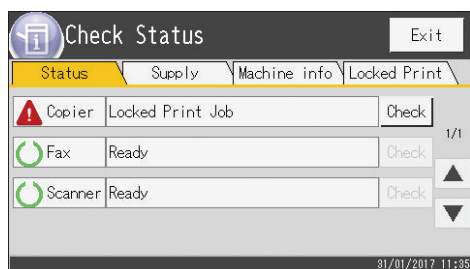 Check Status
Exit
Status Supply Machine info Locked Print
Copier Locked Print Job Check
1/1
Fax Ready Check
Scanner Ready Check
31/01/2017 11:35